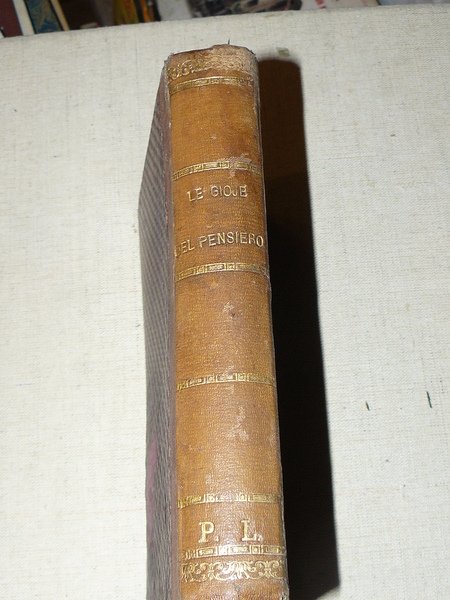 LE GIOJE
DEL PENSIERO
P. L.